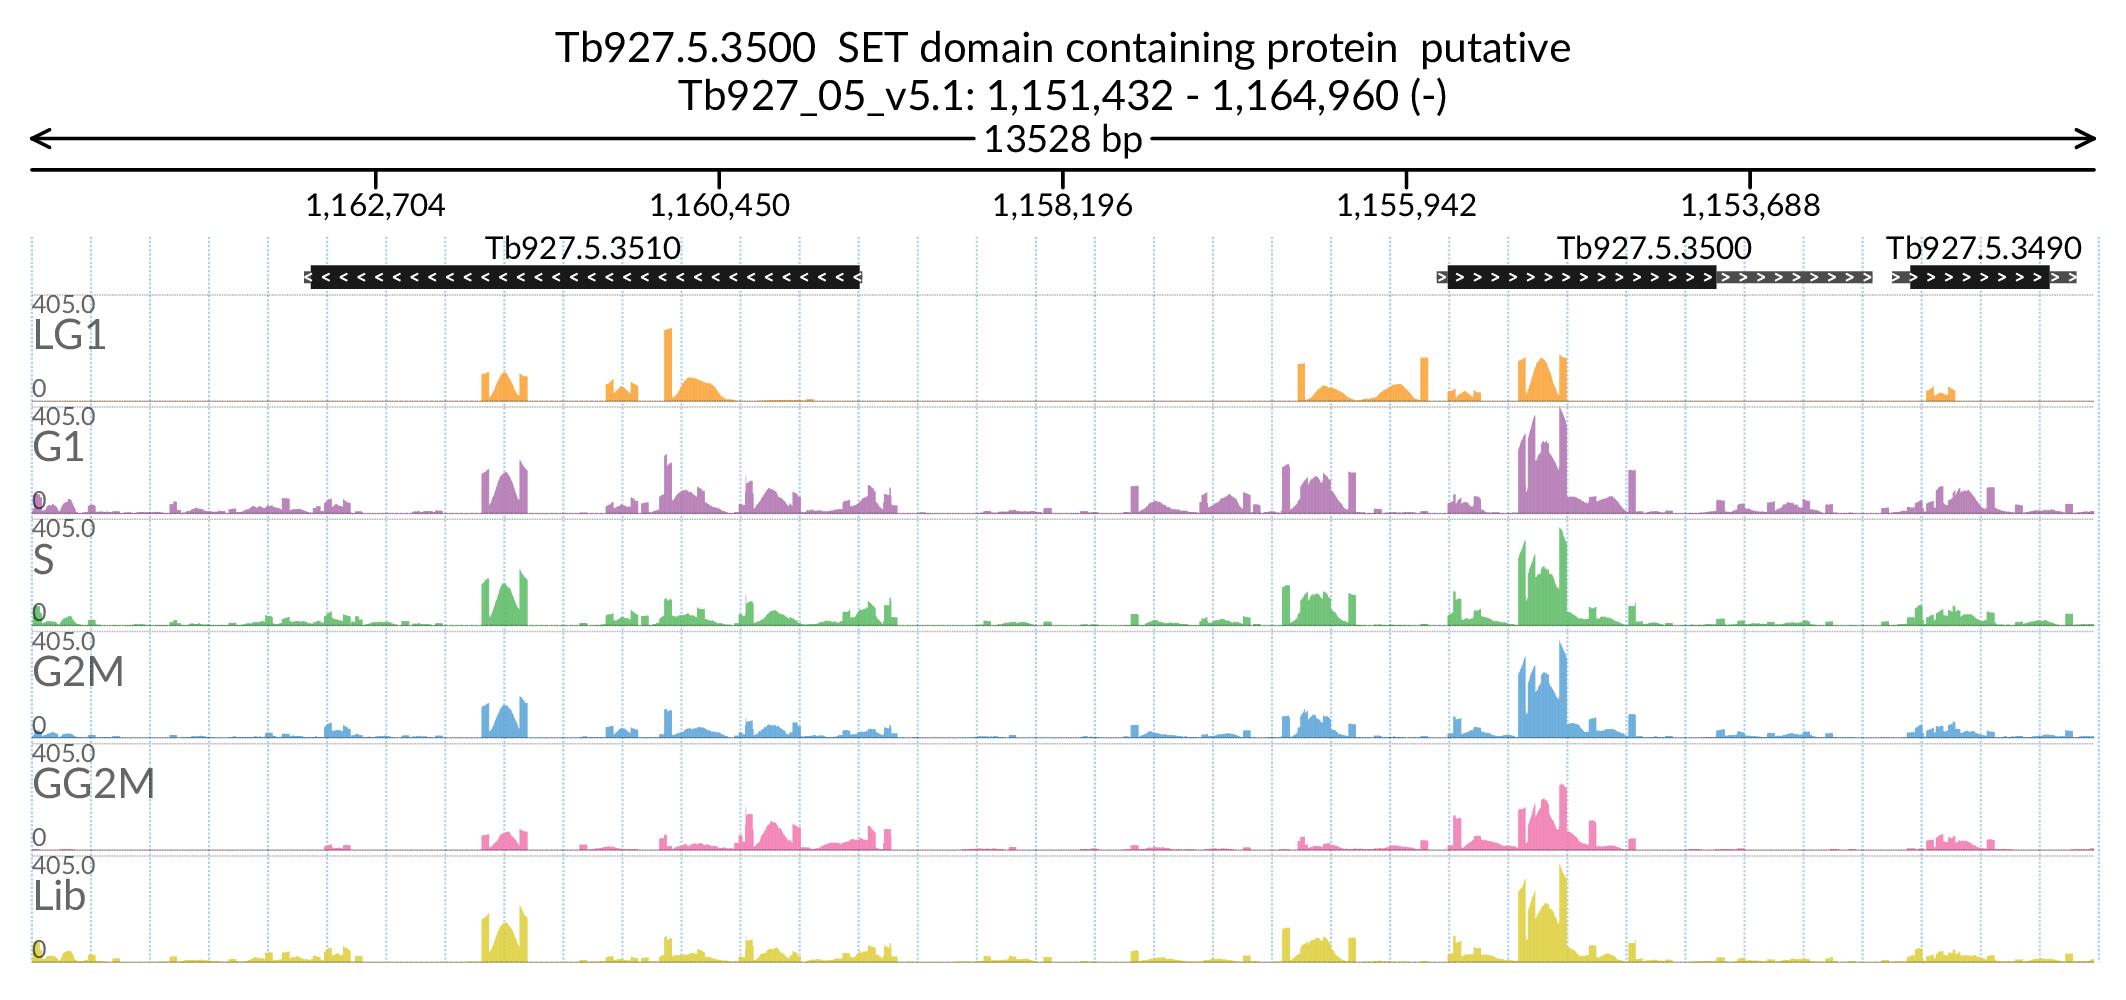 Tb927.5.3500 SET domain containing protein putative
Tb927_05_v5.1: 1,151,432 - 1,164,960 (-)
13528 bp
1,162,704 1,160,450 1,158,196 1,155,942 1,153,688
Tb927.5.3510 Tb927.5.3500 Tb927.5.3490
405.0
LG1
0
405.0
G1
0
405.0
S
0
405.0
G2M
0
405.0
GG2M
0
405.0
Lib
0